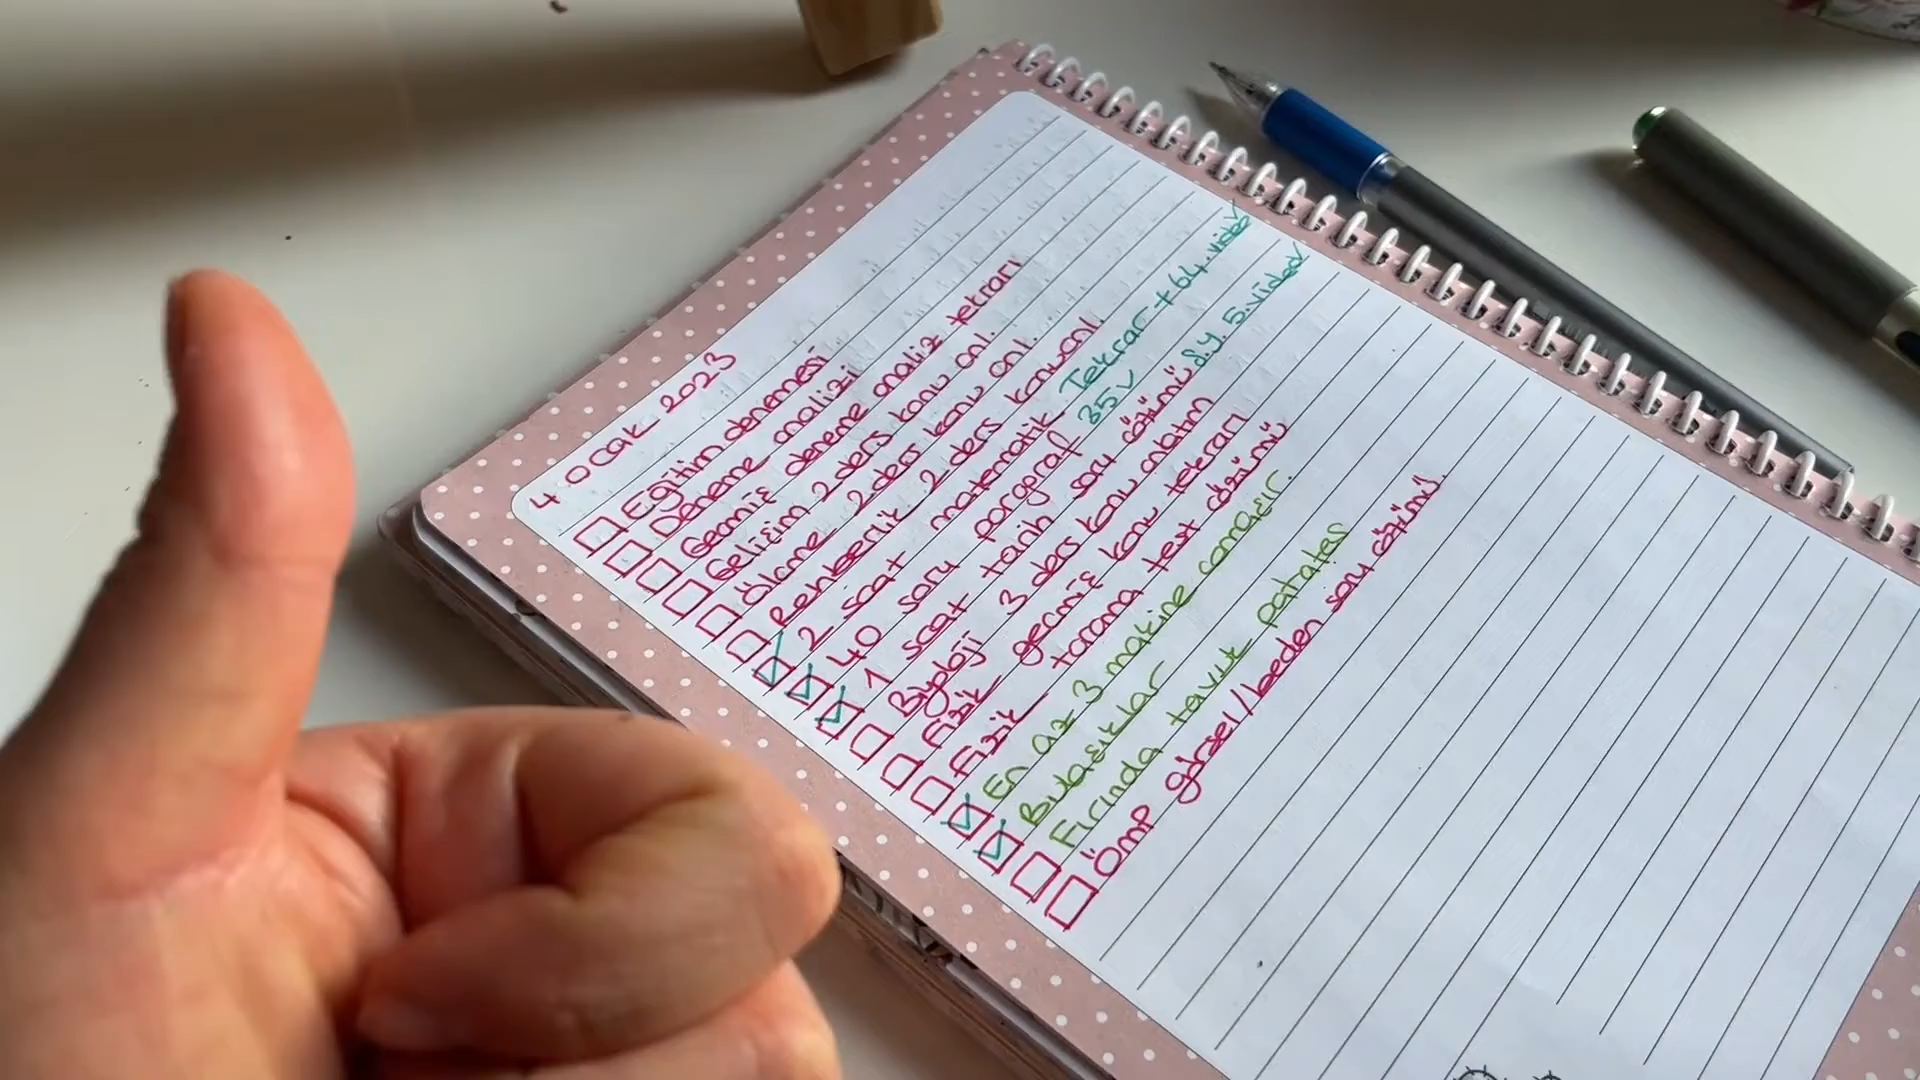 4 Ocak 2023
Eğitim denemesi
Deneme analizi
Geçmiş deneme analiz tekrarı
Gelişim 2 ders konu anl.
Ölçme 2 ders konu anl.
Rehberlik 2 ders konu anl.
2 saat matematik Tekrar + 64. video ✓
40 soru paragraf 35 ✓
1 saat tarih soru çözümü 8.y. 5. video ✓
Biyoloji 3 ders konu anlatım
Fizik geçmiş konu tekrarı
Fizik tarama test çözümü
En az 3 makine çamaşır.
Bulaşıklar
Fırında tavuk patates
ÖMP görsel/beden soru çözümü